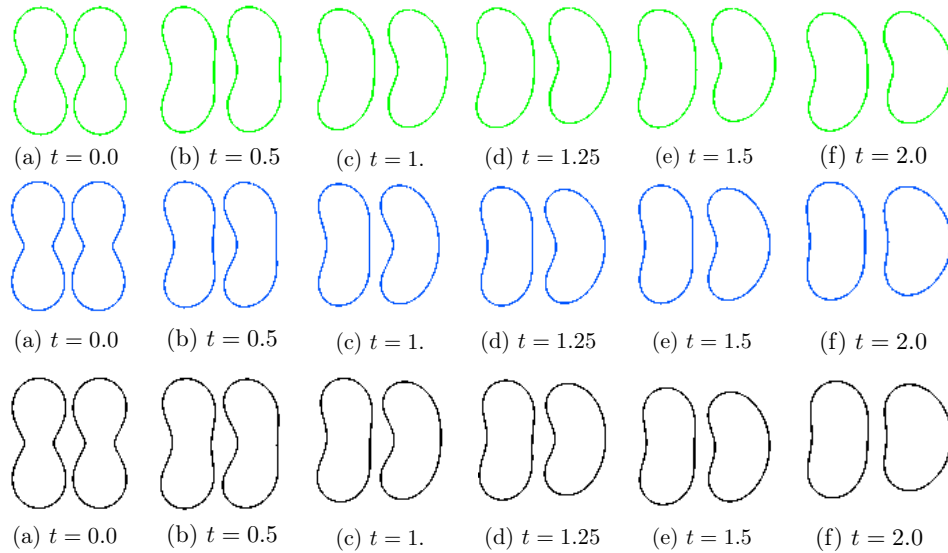 (a) t = 0.0 (b) t = 0.5 (c) t = 1. (d) t = 1.25 (e) t = 1.5 (f) t = 2.0
(a) t = 0.0 (b) t = 0.5 (c) t = 1. (d) t = 1.25 (e) t = 1.5 (f) t = 2.0
(a) t = 0.0 (b) t = 0.5 (c) t = 1. (d) t = 1.25 (e) t = 1.5 (f) t = 2.0